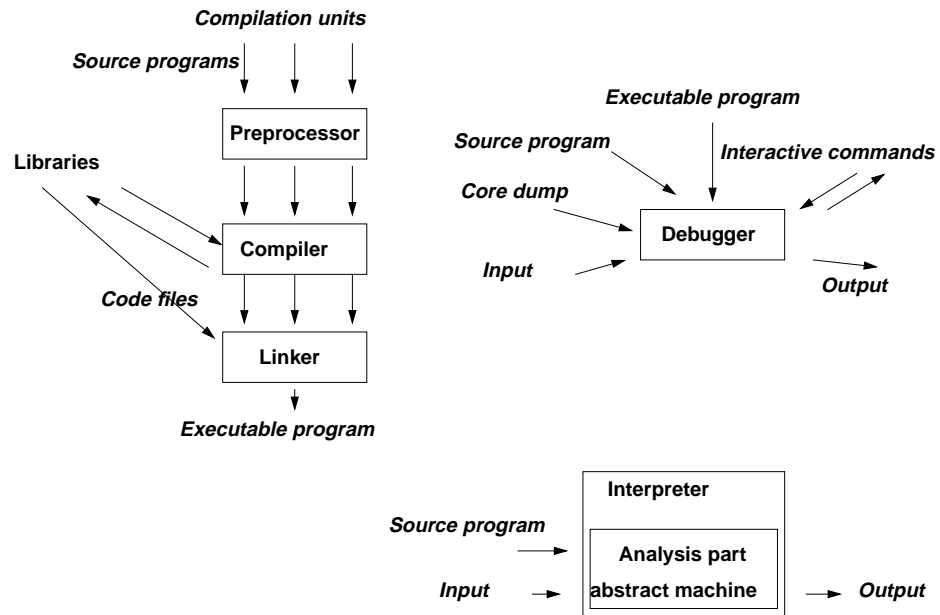 Compilation units
Source programs
Preprocessor
Libraries
Compiler
Code files
Linker
Executable program
Executable program
Source program
Interactive commands
Core dump
Debugger
Input
Output
Interpreter
Source program
Analysis part
Input
abstract machine
Output